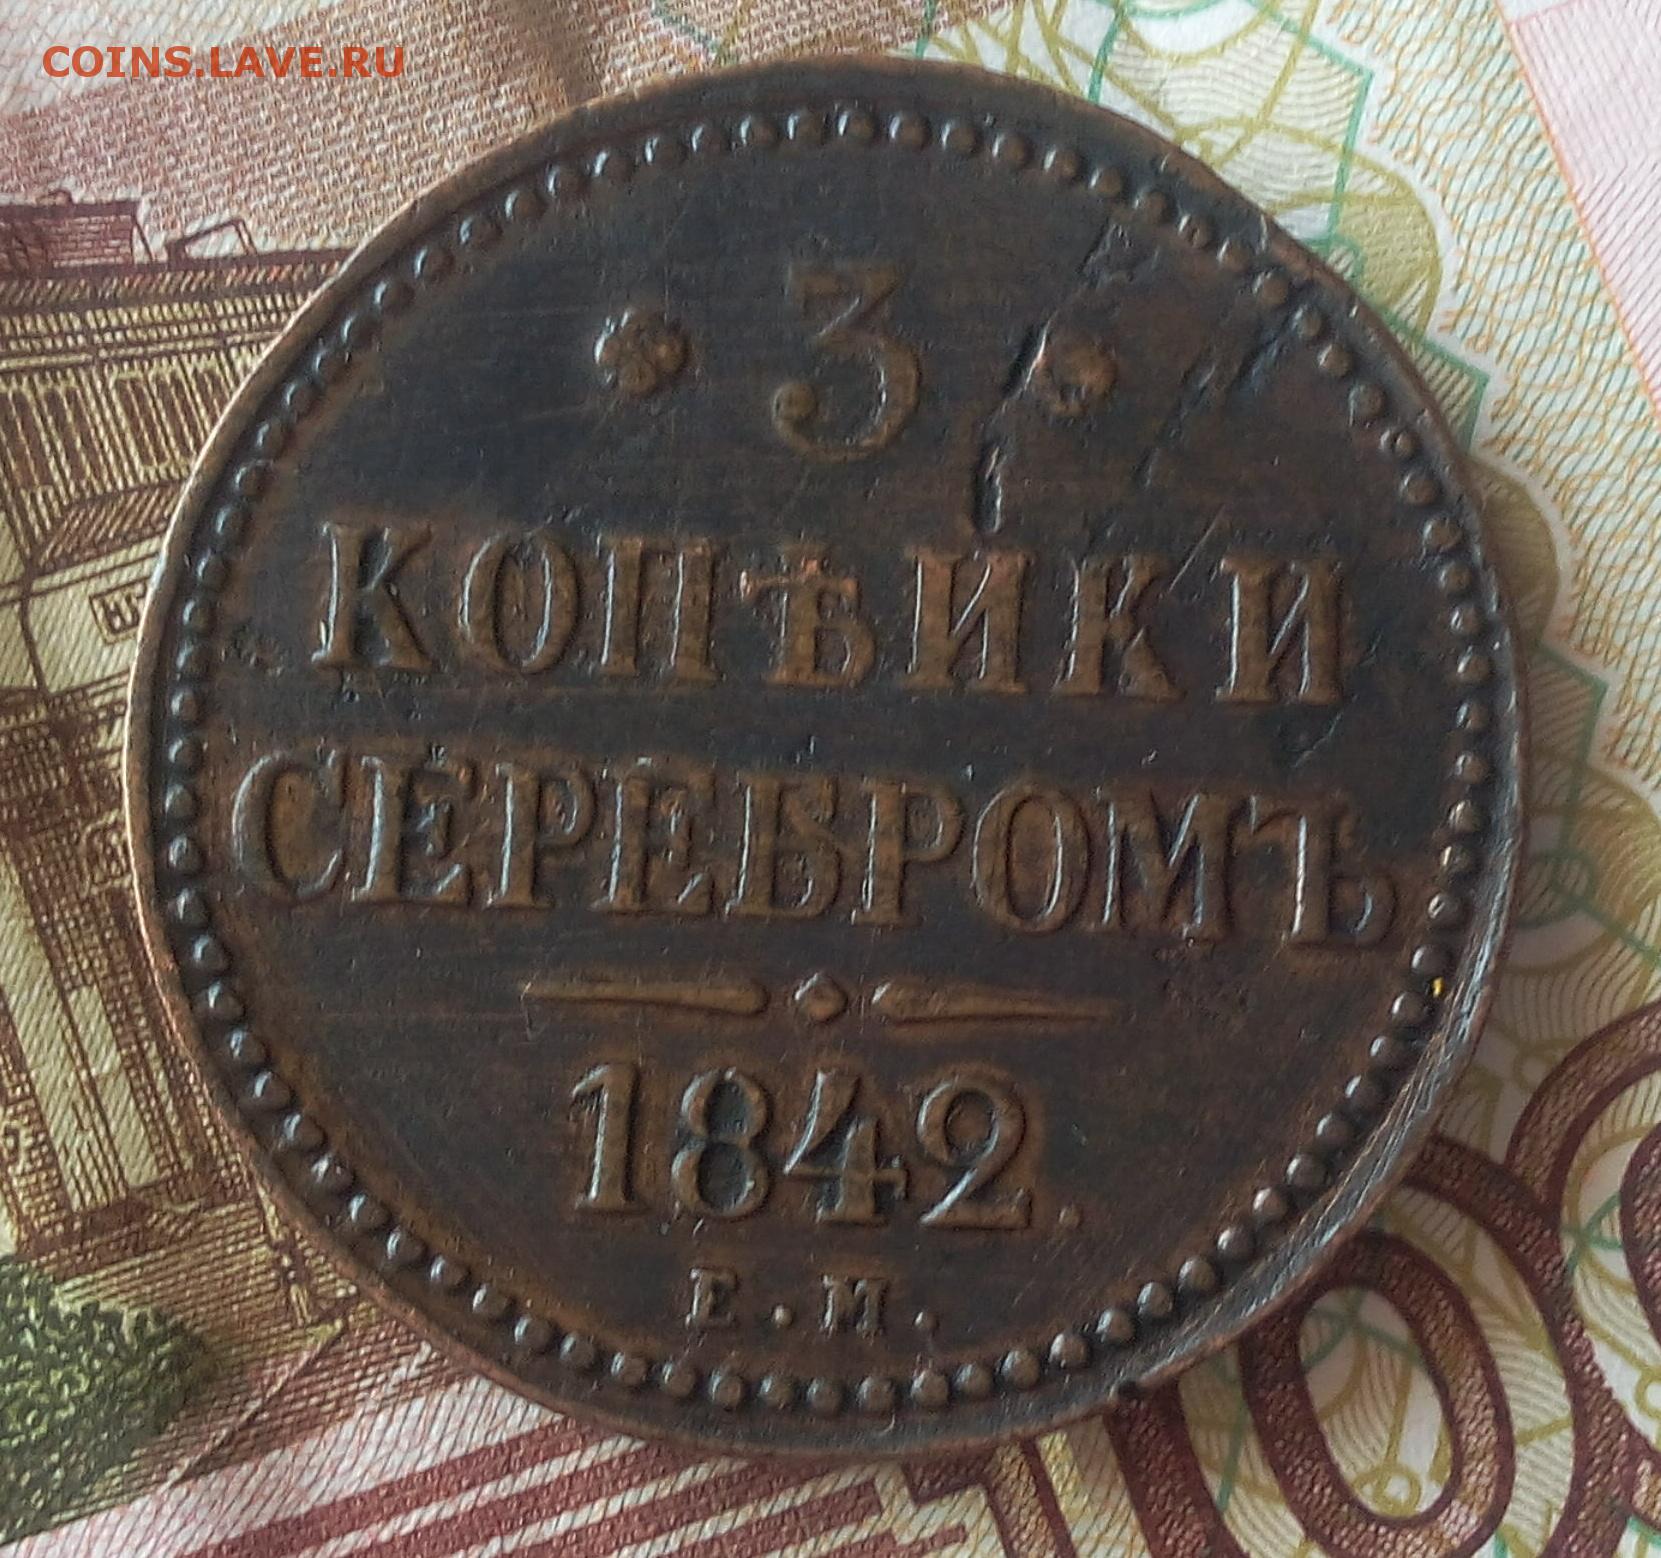 COINS.LAVE.RU
3
КОПѢЙКИ
СЕРЕБРОМЪ
1842.
Е.М.